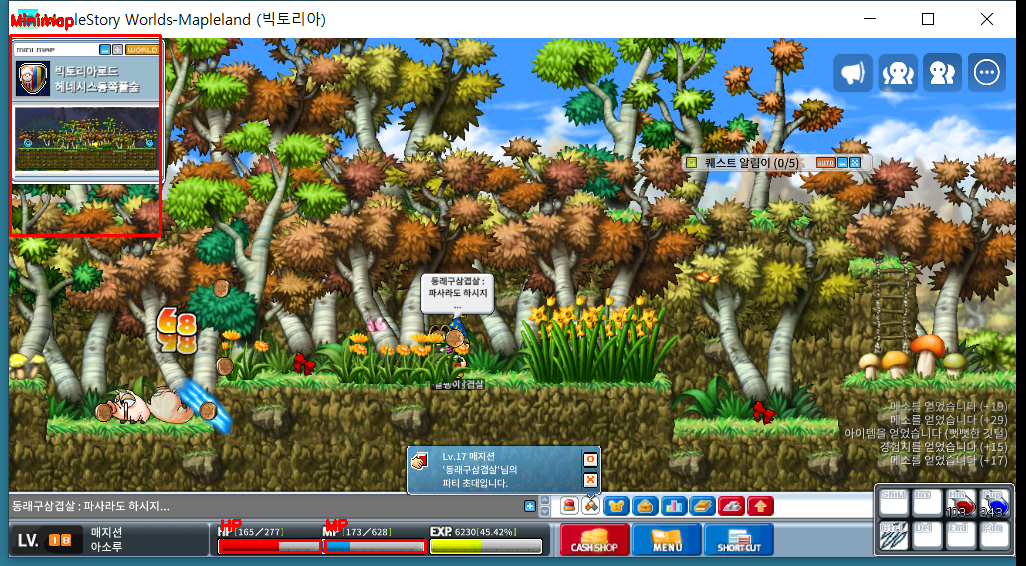 Minimap
MapleStory Worlds-Mapleland (빅토리아)
MINI MAP
WORLD
빅토리아로드
헤네시스동쪽풀숲
퀘스트 알림이 (0/5)
AUTO
동래구삼겹살 :
파사라도 하시지
...
68
98
메소를 얻었습니다 (+19)
메소를 얻었습니다 (+29)
아이템을 얻었습니다 (뻣뻣한 깃털)
경험치를 얻었습니다 (+15)
메소를 얻었습니다 (+17)
Lv.17 매지션
'동래구삼겹살'님의
파티 초대입니다.
동래구삼겹살 : 파사라도 하시지...
Shift Ins Hm Pup
103 243
Ctrl Del End Pdn
LV. 18
매지션
아소루
HP
HP [165/277]
MP
MP [173/628]
EXP. 6230[45.42%]
CASH SHOP
MENU
SHORT CUT